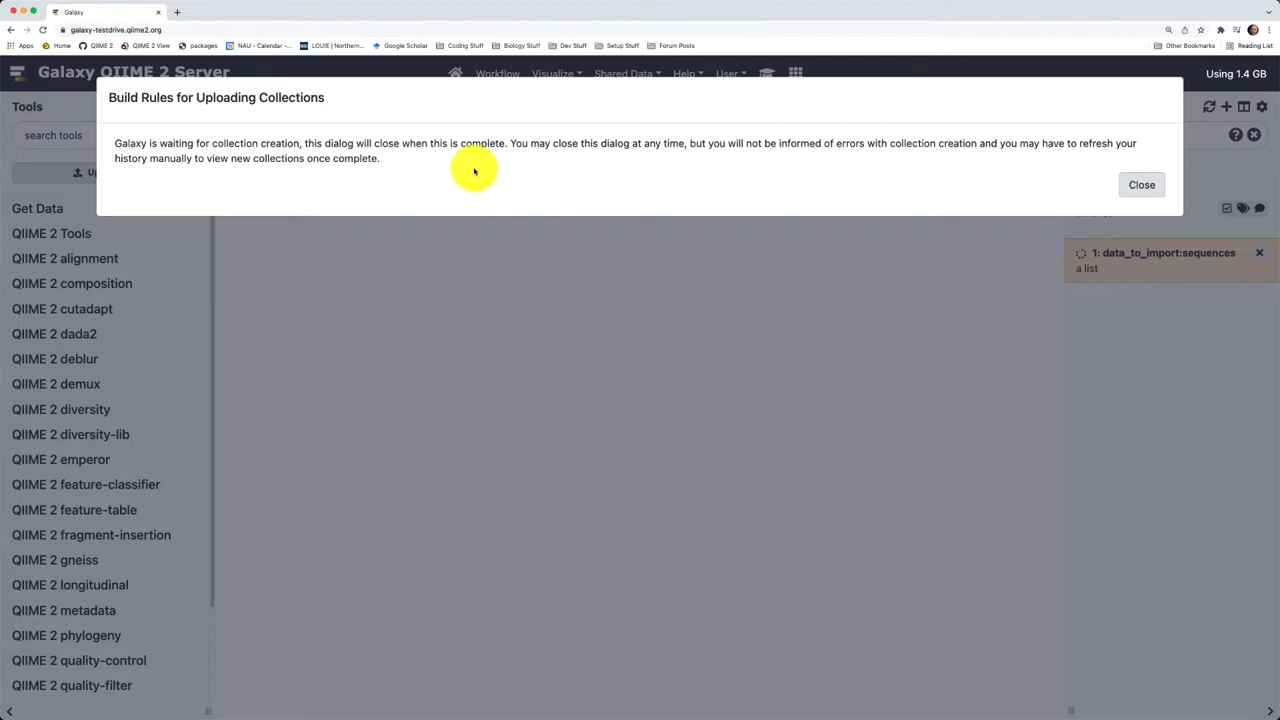 Galaxy
galaxy-testdrive.qiime2.org
Apps Home QIIME 2 QIIME 2 View packages NAU - Calendar -... LOUIE | Northern... Google Scholar Coding Stuff Biology Stuff Dev Stuff Setup Stuff Forum Posts Other Bookmarks Reading List
Galaxy QIIME 2 Server Workflow Visualize Shared Data Help User Using 1.4 GB
Build Rules for Uploading Collections
Galaxy is waiting for collection creation, this dialog will close when this is complete. You may close this dialog at any time, but you will not be informed of errors with collection creation and you may have to refresh your
history manually to view new collections once complete.
Close
Tools
search tools
Get Data
QIIME 2 Tools
QIIME 2 alignment
QIIME 2 composition
QIIME 2 cutadapt
QIIME 2 dada2
QIIME 2 deblur
QIIME 2 demux
QIIME 2 diversity
QIIME 2 diversity-lib
QIIME 2 emperor
QIIME 2 feature-classifier
QIIME 2 feature-table
QIIME 2 fragment-insertion
QIIME 2 gneiss
QIIME 2 longitudinal
QIIME 2 metadata
QIIME 2 phylogeny
QIIME 2 quality-control
QIIME 2 quality-filter
1: data_to_import:sequences
a list